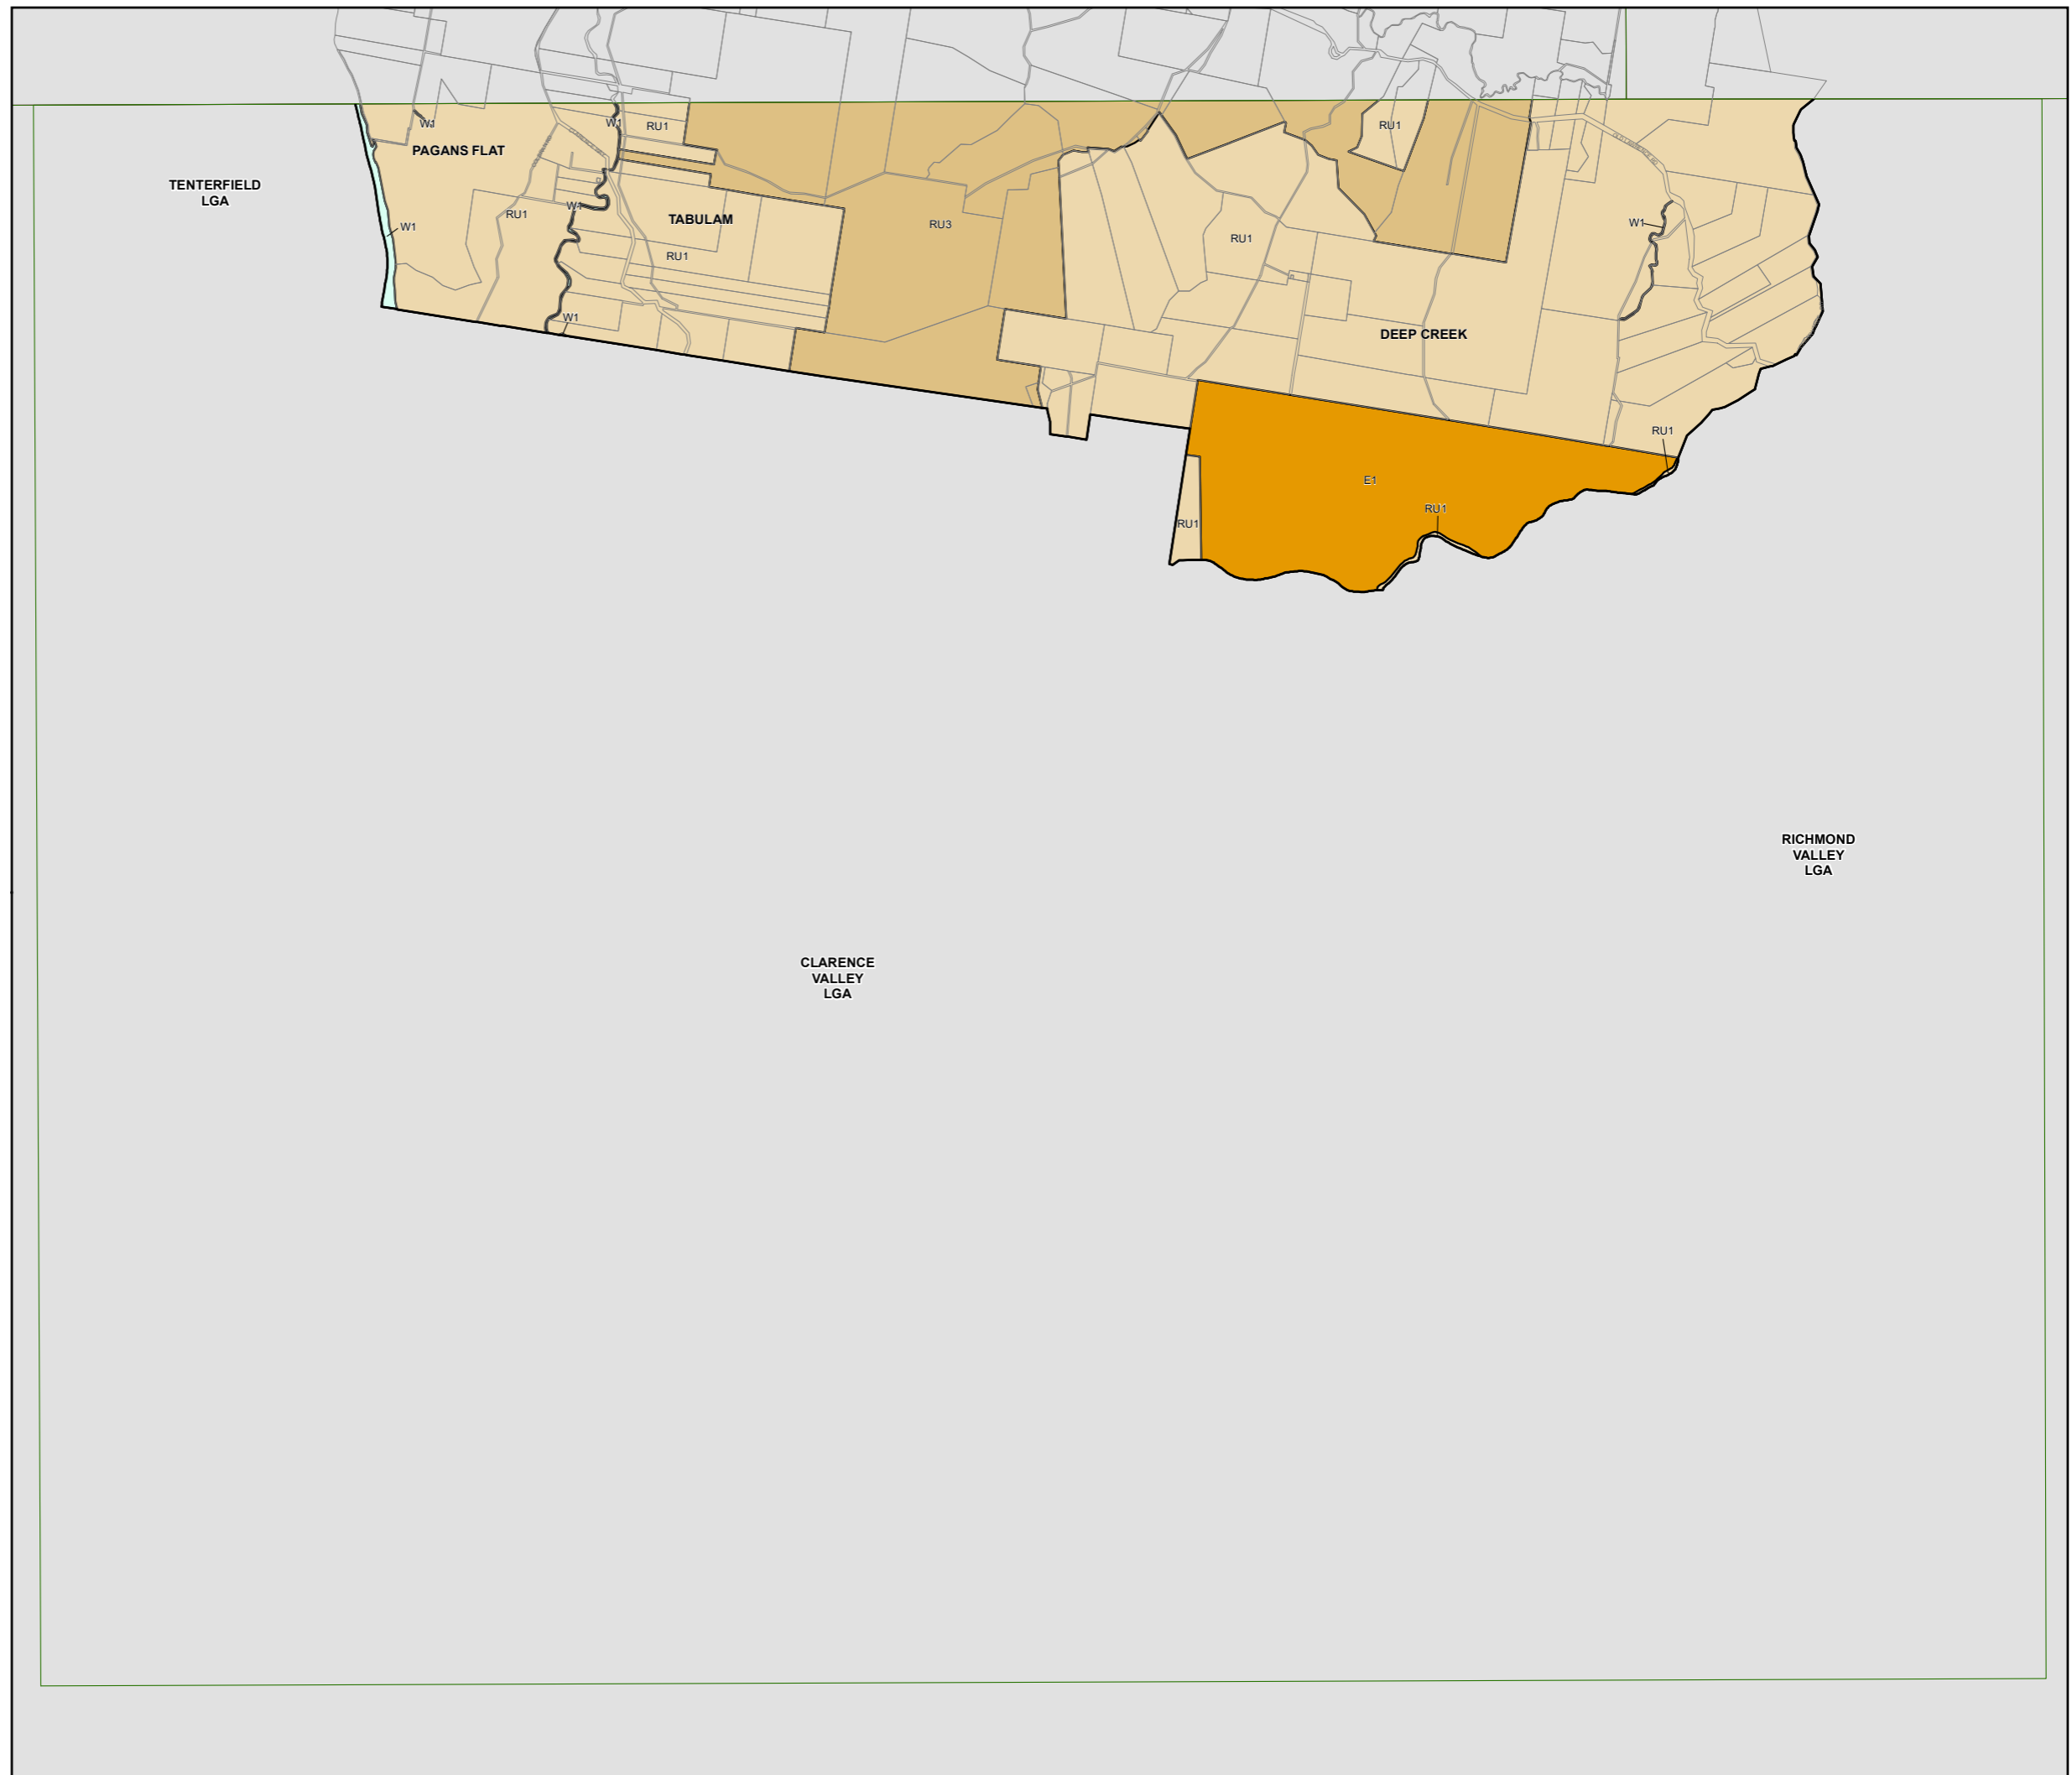 W1
W1
RU1
RU1
PAGANS FLAT
TENTERFIELD
LGA
W1
RU1
TABULAM
RU3
W1
W1
RU1
RU1
W1
DEEP CREEK
RU1
E1
RU1
RU1
RICHMOND
VALLEY
LGA
CLARENCE
VALLEY
LGA